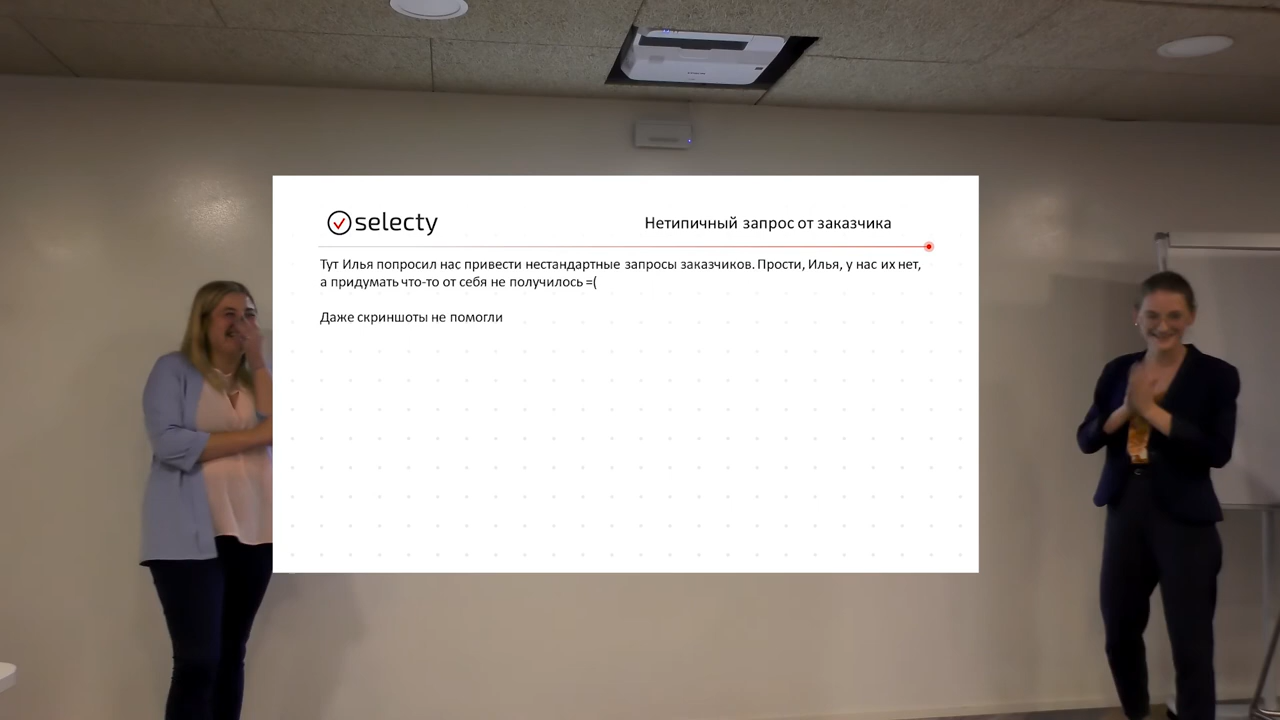 selecty
Нетипичный запрос от заказчика
Тут Илья попросил нас привести нестандартные запросы заказчиков. Прости, Илья, у нас их нет,
а придумать что-то от себя не получилось =(
Даже скриншоты не помогли